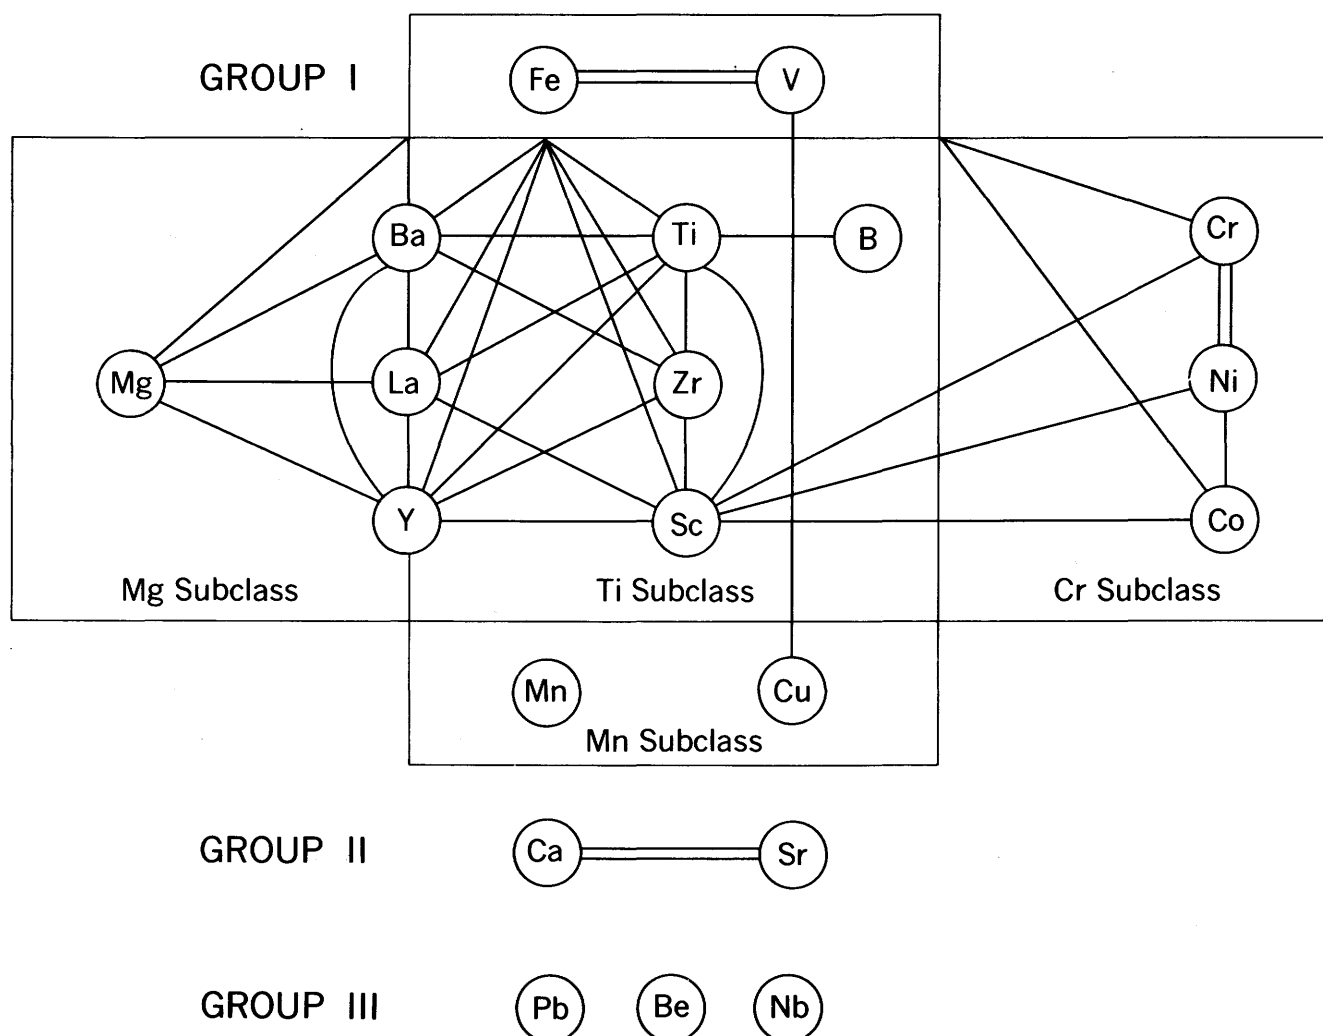 GROUP I Fe V
Ba Ti B Cr
Mg La Zr Ni
Y Sc Co
Mg Subclass Ti Subclass Cr Subclass
Mn Cu
Mn Subclass
GROUP II Ca Sr
GROUP III Pb Be Nb